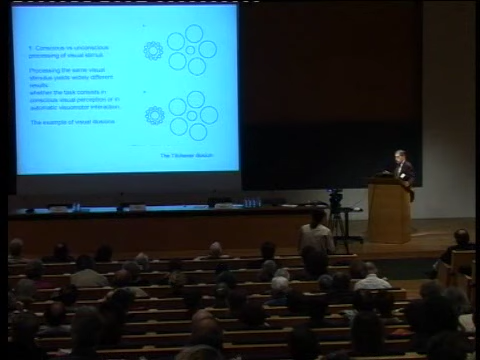 1. Conscious vs unconscious
processing of visual stimuli.
Processing the same visual
stimulus yields widely different
results,
whether the task consists in
conscious visual perception or in
automatic visuomotor interaction.
The example of visual illusions
The Titchener illusion